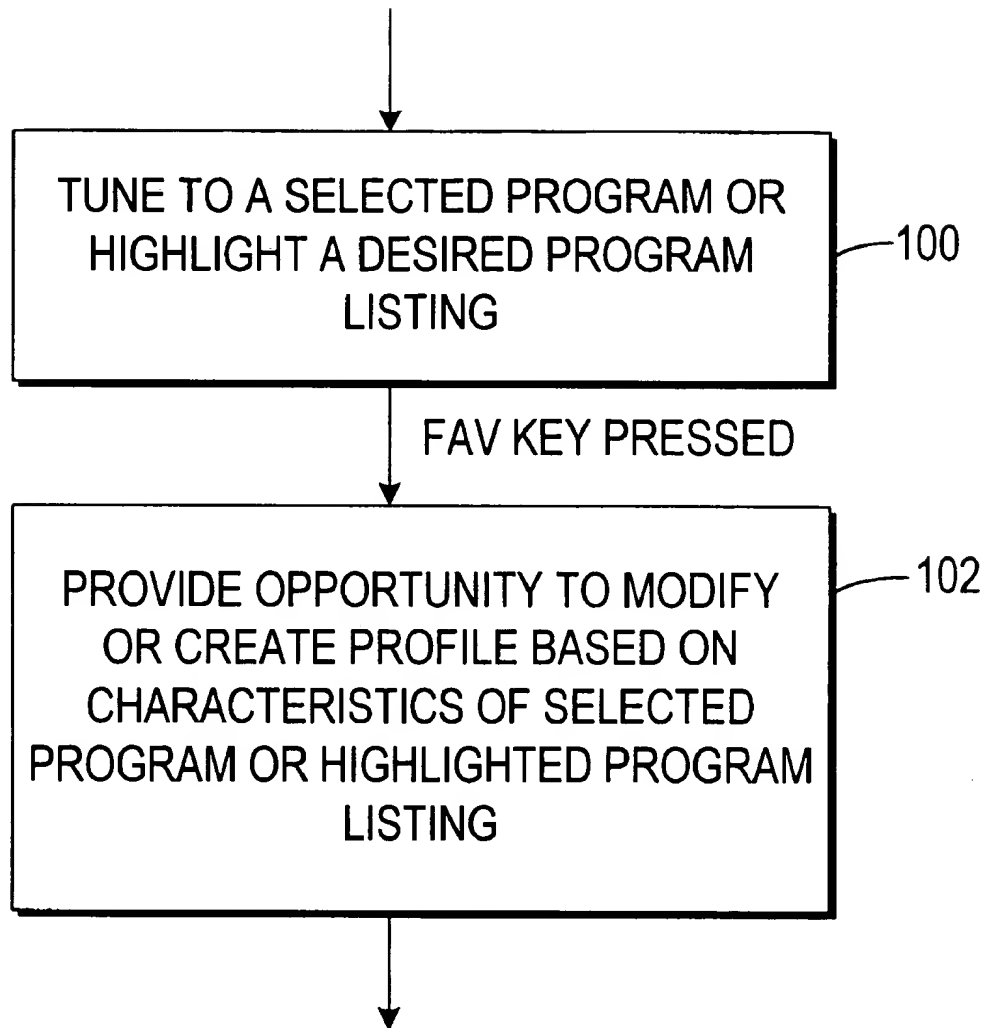 TUNE TO A SELECTED PROGRAM OR
HIGHLIGHT A DESIRED PROGRAM
LISTING
100
FAV KEY PRESSED
PROVIDE OPPORTUNITY TO MODIFY
OR CREATE PROFILE BASED ON
CHARACTERISTICS OF SELECTED
PROGRAM OR HIGHLIGHTED PROGRAM
LISTING
102